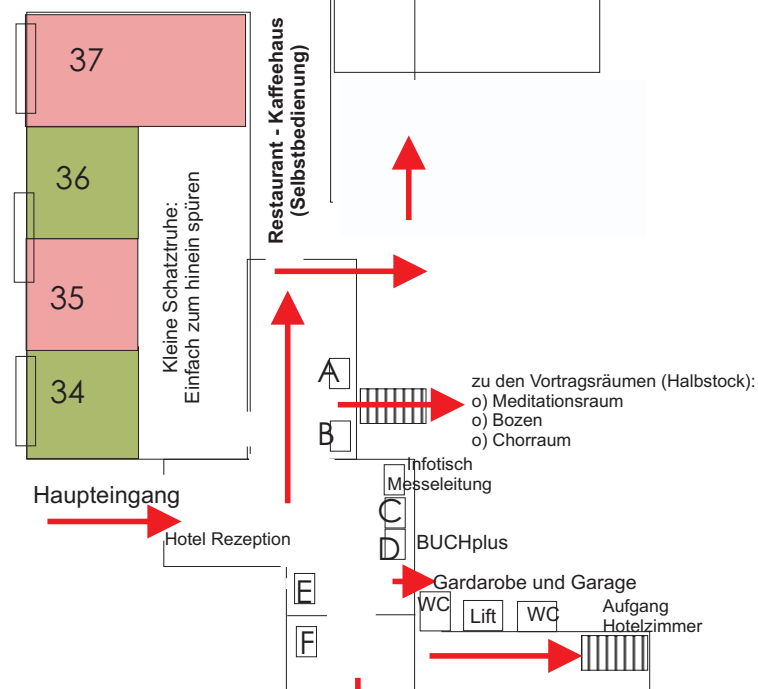 37
36
35
34
Kleine Schatztruhe:
Einfach zum hinein spüren
Restaurant - Kaffeehaus
(Selbstbedienung)
A
B
zu den Vortragsräumen (Halbstock):
o) Meditationsraum
o) Bozen
o) Chorraum
Infotisch
Messeleitung
Haupteingang
Hotel Rezeption
C
D
BUCHplus
Gardarobe und Garage
E
F
WC
Lift
WC
Aufgang
Hotelzimmer